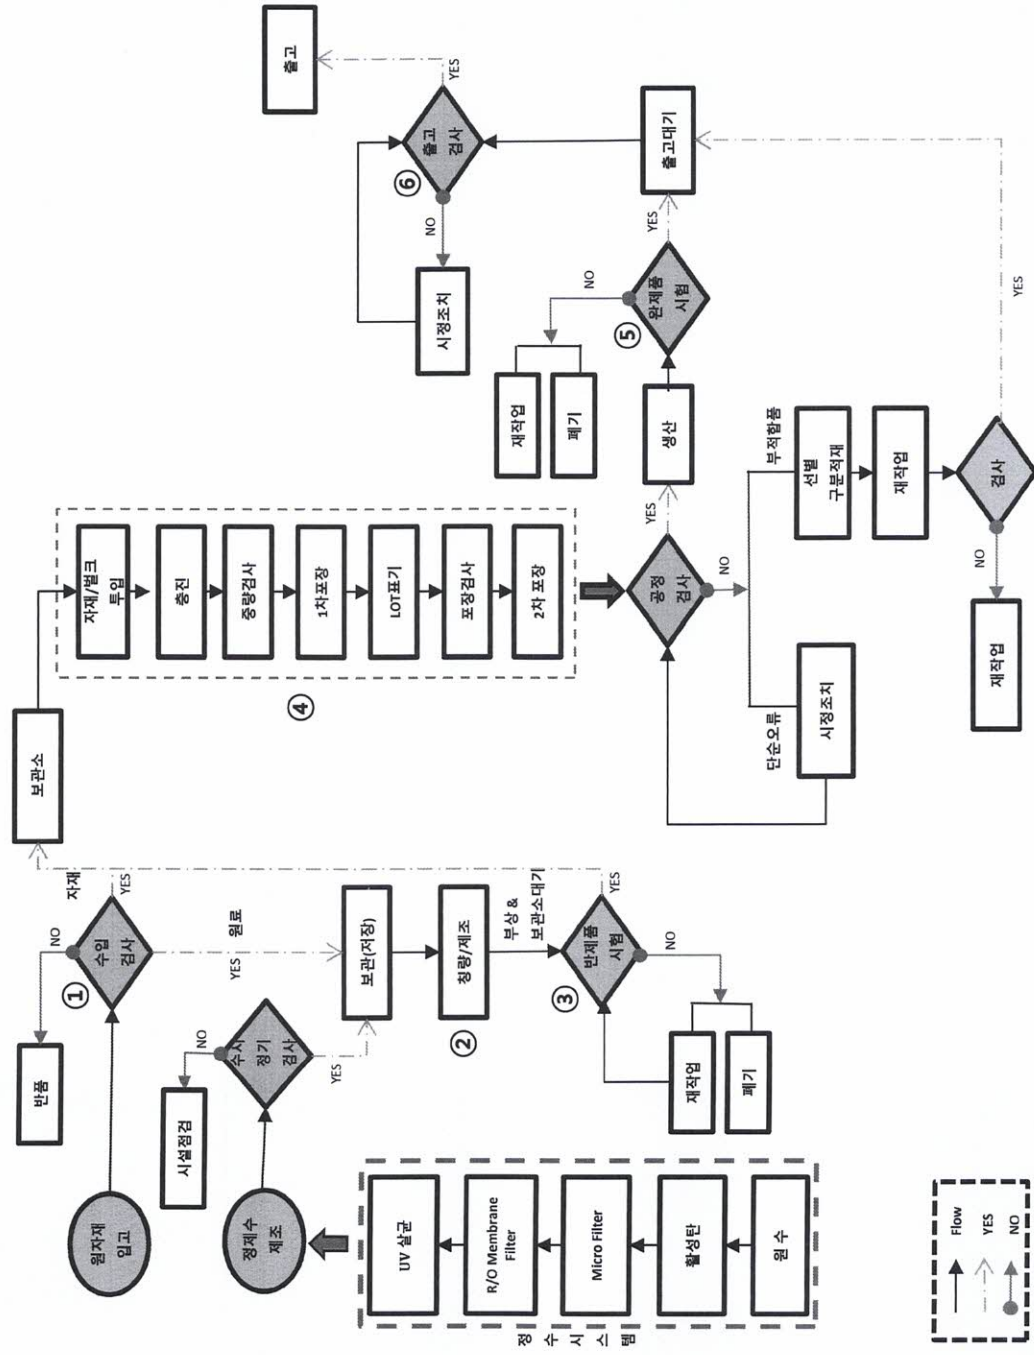 원자재
입고
반품
NO
①
수입
검사
자재
YES
YES
원료
보관소
정제수
제조
시설점검
NO
수시
정기
검사
YES
보관(저장)
②
칭량/제조
부상 &
보관소대기
③
반제품
시험
YES
NO
재작업
폐기
정수시스템
UV 살균
R/O Membrane
Filter
Micro Filter
활성탄
원 수
④
자재/벌크
투입
충진
중량검사
1차포장
LOT표기
포장검사
2차 포장
공정
검사
YES
NO
단순오류
시정조치
부적합품
선별
구분적재
재작업
검사
NO
재작업
YES
생산
⑤
완제품
시험
NO
재작업
폐기
YES
출고대기
⑥
출고
검사
NO
시정조치
YES
출고
Flow
YES
NO